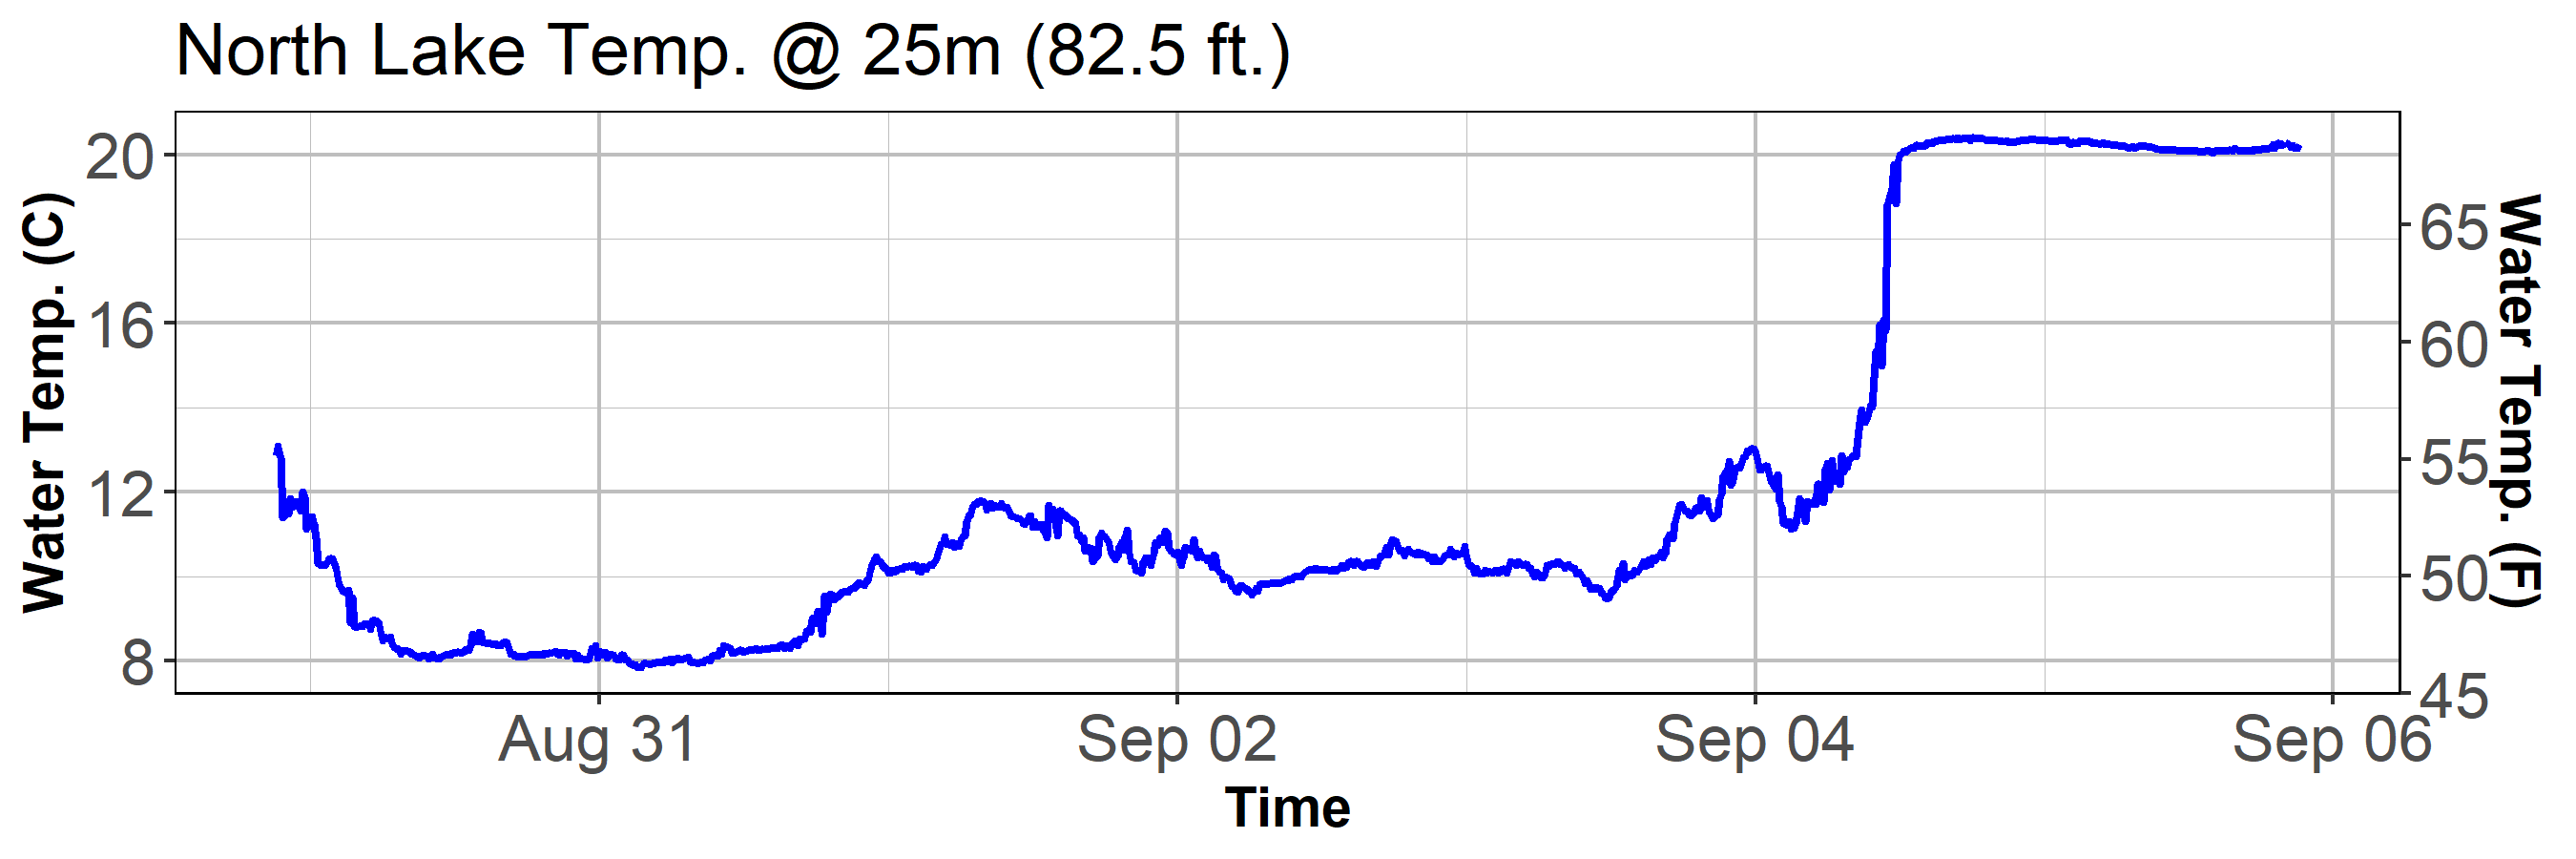 North Lake Temp. @ 25m (82.5 ft.)
Water Temp. (C)
20
16
12
8
65
60
55
50
45
Water Temp. (F)
Aug 31
Sep 02
Sep 04
Sep 06
Time